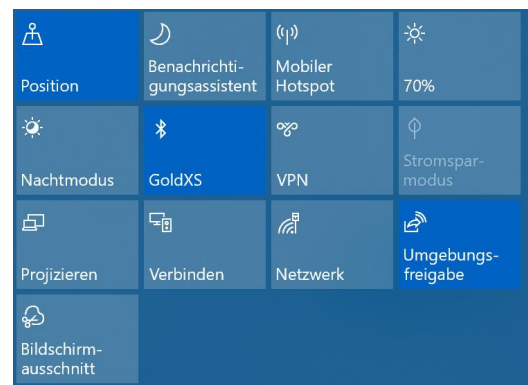 Position
Benachrichti-
gungsassistent
Mobiler
Hotspot
70%
Nachtmodus
GoldXS
VPN
Stromspar-
modus
Projizieren
Verbinden
Netzwerk
Umgebungs-
freigabe
Bildschirm-
ausschnitt